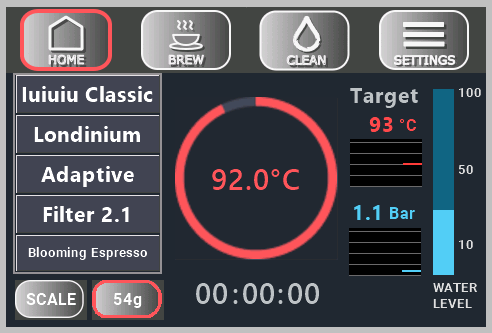 HOME
BREW
CLEAN
SETTINGS
Iuiuiu Classic
Londinium
Adaptive
Filter 2.1
Blooming Espresso
SCALE
54g
92.0°C
00:00:00
Target
93 °C
1.1 Bar
100
50
10
WATER
LEVEL